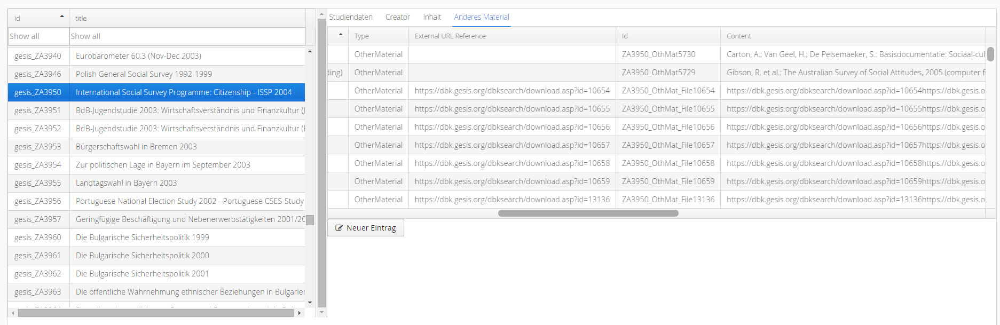 id title
Show all Show all
gesis_ZA3940 Eurobarometer 60.3 (Nov-Dec 2003)
gesis_ZA3946 Polish General Social Survey 1992-1999
gesis_ZA3950 International Social Survey Programme: Citizenship - ISSP 2004
gesis_ZA3951 BdB-Jugendstudie 2003: Wirtschaftsverständnis und Finanzkultur (J
gesis_ZA3952 BdB-Jugendstudie 2003: Wirtschaftsverständnis und Finanzkultur (
gesis_ZA3953 Bürgerschaftswahl in Bremen 2003
gesis_ZA3954 Zur politischen Lage in Bayern im September 2003
gesis_ZA3955 Landtagswahl in Bayern 2003
gesis_ZA3956 Portuguese National Election Study 2002 - Portuguese CSES-Study
gesis_ZA3957 Geringfügige Beschäftigung und Nebenerwerbstätigkeiten 2001/20
gesis_ZA3960 Die Bulgarische Sicherheitspolitik 1999
gesis_ZA3961 Die Bulgarische Sicherheitspolitik 2000
gesis_ZA3962 Die Bulgarische Sicherheitspolitik 2001
gesis_ZA3963 Die öffentliche Wahrnehmung ethnischer Beziehungen in Bulgarien
Studiendaten Creator Inhalt Anderes Material
Type External URL Reference Id Content
OtherMaterial ZA3950_OthMat5730 Carton, A.; Van Geel, H.; De Pelsemaeker, S.: Basisdocumentatie: Sociaal-cul
ding) OtherMaterial ZA3950_OthMat5729 Gibson, R. et al.: The Australian Survey of Social Attitudes, 2005 (computer f
OtherMaterial https://dbk.gesis.org/dbksearch/download.asp?id=10654 ZA3950_OthMat_File10654 https://dbk.gesis.org/dbksearch/download.asp?id=10654https://dbk.gesis.o
OtherMaterial https://dbk.gesis.org/dbksearch/download.asp?id=10655 ZA3950_OthMat_File10655 https://dbk.gesis.org/dbksearch/download.asp?id=10655https://dbk.gesis.o
OtherMaterial https://dbk.gesis.org/dbksearch/download.asp?id=10656 ZA3950_OthMat_File10656 https://dbk.gesis.org/dbksearch/download.asp?id=10656https://dbk.gesis.o
OtherMaterial https://dbk.gesis.org/dbksearch/download.asp?id=10657 ZA3950_OthMat_File10657 https://dbk.gesis.org/dbksearch/download.asp?id=10657https://dbk.gesis.o
OtherMaterial https://dbk.gesis.org/dbksearch/download.asp?id=10658 ZA3950_OthMat_File10658 https://dbk.gesis.org/dbksearch/download.asp?id=10658https://dbk.gesis.o
OtherMaterial https://dbk.gesis.org/dbksearch/download.asp?id=10659 ZA3950_OthMat_File10659 https://dbk.gesis.org/dbksearch/download.asp?id=10659https://dbk.gesis.o
OtherMaterial https://dbk.gesis.org/dbksearch/download.asp?id=13136 ZA3950_OthMat_File13136 https://dbk.gesis.org/dbksearch/download.asp?id=13136https://dbk.gesis.o
Neuer Eintrag